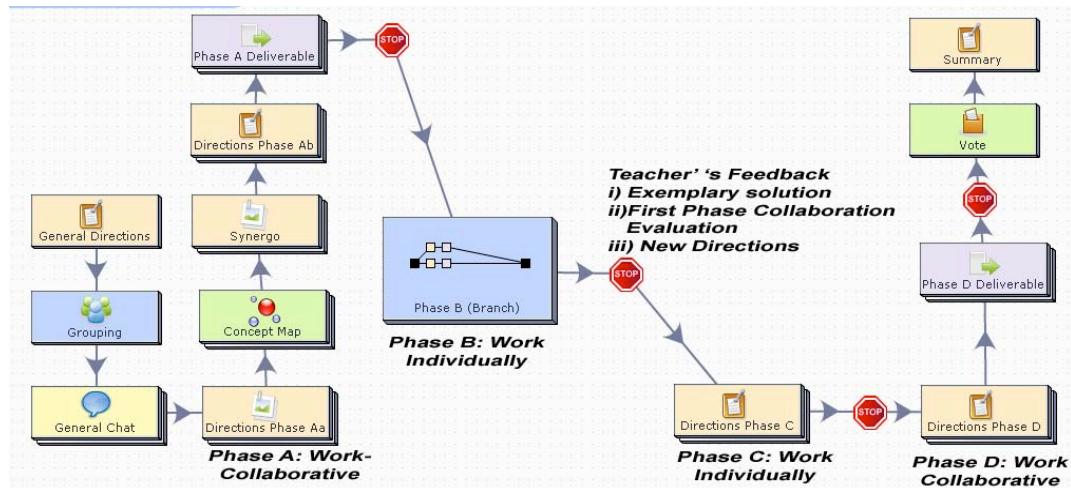 General Directions
Grouping
General Chat
Directions Phase Aa
Phase A: Work-
Collaborative
Concept Map
Synergo
Directions Phase Ab
Phase A Deliverable
STOP
Phase B (Branch)
Phase B: Work
Individually
Teacher’ ‘s Feedback
i) Exemplary solution
ii)First Phase Collaboration
Evaluation
iii) New Directions
STOP
Directions Phase C
Phase C: Work
Individually
STOP
Directions Phase D
Phase D: Work
Collaborative
Phase D Deliverable
STOP
Vote
Summary